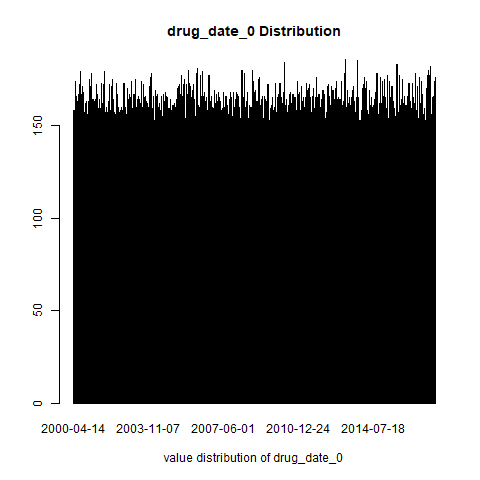 drug_date_0 Distribution
150
100
50
0
2000-04-14 2003-11-07 2007-06-01 2010-12-24 2014-07-18
value distribution of drug_date_0